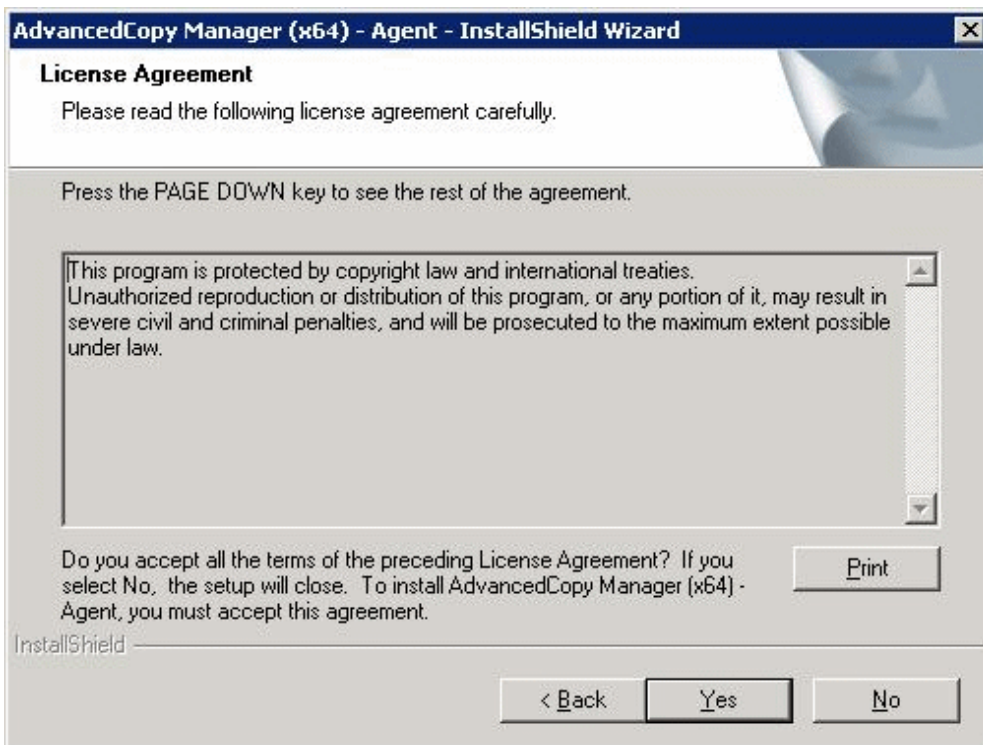 AdvancedCopy Manager (x64) - Agent - InstallShield Wizard
License Agreement
Please read the following license agreement carefully.
Press the PAGE DOWN key to see the rest of the agreement.
This program is protected by copyright law and international treaties.
Unauthorized reproduction or distribution of this program, or any portion of it, may result in
severe civil and criminal penalties, and will be prosecuted to the maximum extent possible
under law.
Do you accept all the terms of the preceding License Agreement? If you
select No, the setup will close. To install AdvancedCopy Manager (x64) -
Agent, you must accept this agreement.
Print
InstallShield
< Back
Yes
No